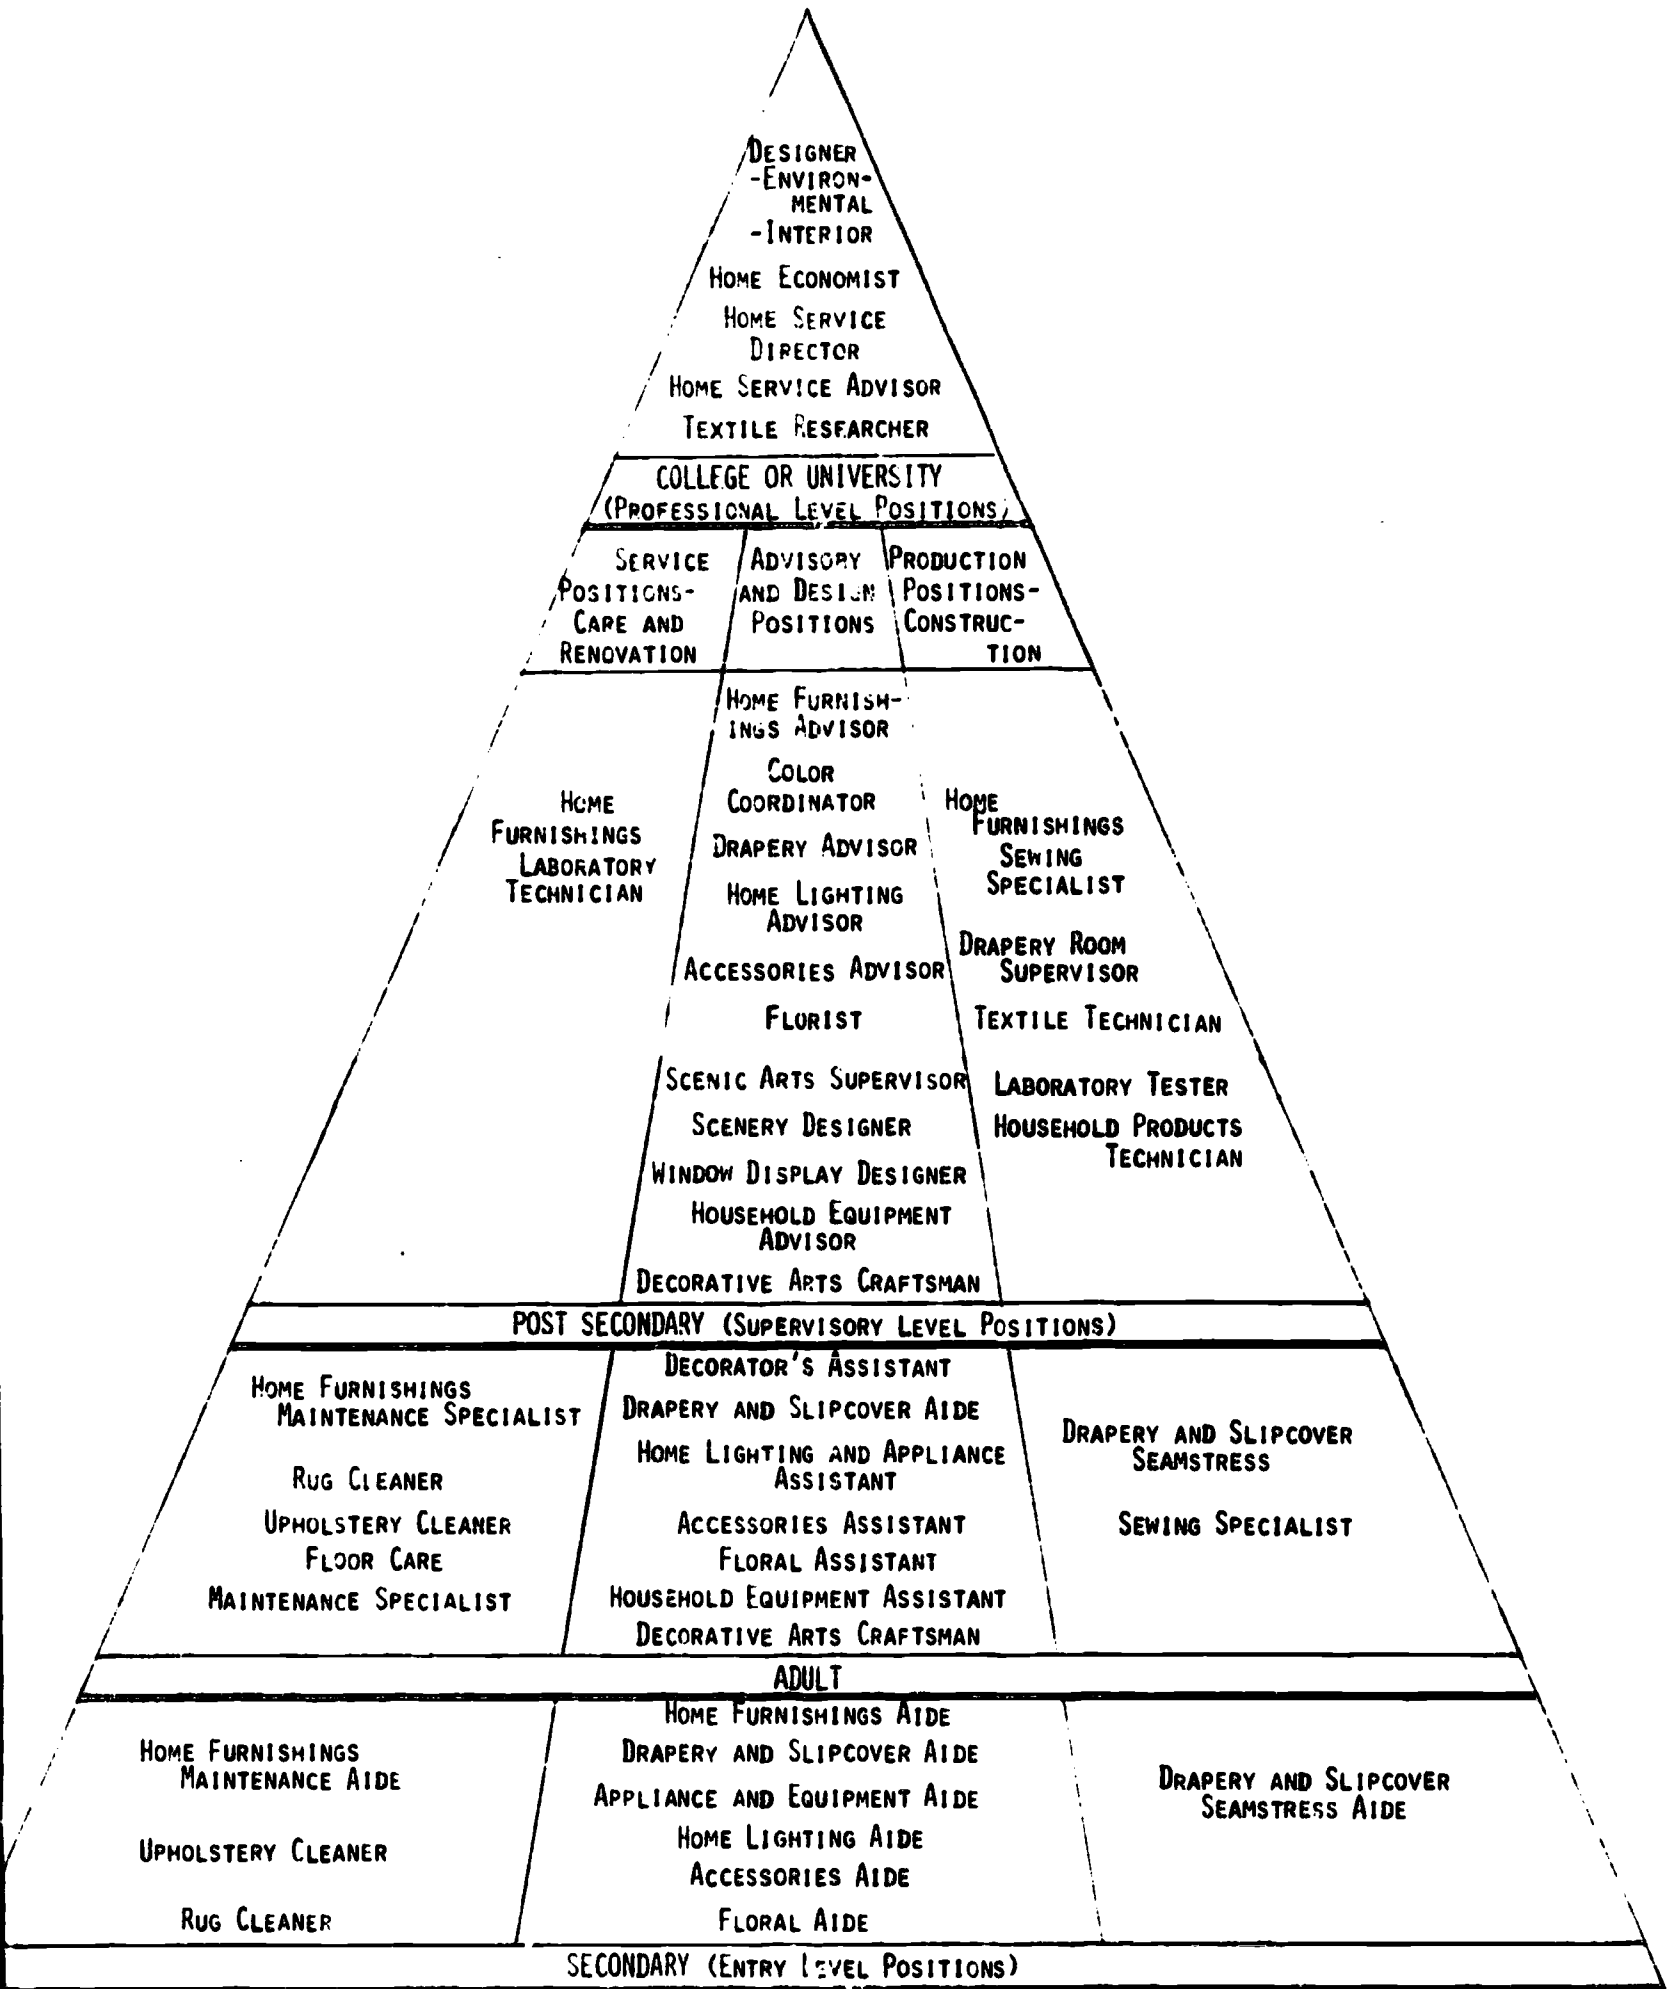 DESIGNER
-ENVIRON-
MENTAL
-INTERIOR
HOME ECONOMIST
HOME SERVICE
DIRECTOR
HOME SERVICE ADVISOR
TEXTILE RESEARCHER
COLLEGE OR UNIVERSITY
(PROFESSIONAL LEVEL POSITIONS)
SERVICE
POSITIONS-
CARE AND
RENOVATION
ADVISORY
AND DESIGN
POSITIONS
PRODUCTION
POSITIONS-
CONSTRUC-
TION
HOME
FURNISHINGS
LABORATORY
TECHNICIAN
HOME FURNISH-
INGS ADVISOR
COLOR
COORDINATOR
DRAPERY ADVISOR
HOME LIGHTING
ADVISOR
ACCESSORIES ADVISOR
FLORIST
SCENIC ARTS SUPERVISOR
SCENERY DESIGNER
WINDOW DISPLAY DESIGNER
HOUSEHOLD EQUIPMENT
ADVISOR
DECORATIVE ARTS CRAFTSMAN
HOME
FURNISHINGS
SEWING
SPECIALIST
DRAPERY ROOM
SUPERVISOR
TEXTILE TECHNICIAN
LABORATORY TESTER
HOUSEHOLD PRODUCTS
TECHNICIAN
POST SECONDARY (SUPERVISORY LEVEL POSITIONS)
HOME FURNISHINGS
MAINTENANCE SPECIALIST
RUG CLEANER
UPHOLSTERY CLEANER
FLOOR CARE
MAINTENANCE SPECIALIST
DECORATOR'S ASSISTANT
DRAPERY AND SLIPCOVER AIDE
HOME LIGHTING AND APPLIANCE
ASSISTANT
ACCESSORIES ASSISTANT
FLORAL ASSISTANT
HOUSEHOLD EQUIPMENT ASSISTANT
DECORATIVE ARTS CRAFTSMAN
DRAPERY AND SLIPCOVER
SEAMSTRESS
SEWING SPECIALIST
ADULT
HOME FURNISHINGS
MAINTENANCE AIDE
UPHOLSTERY CLEANER
RUG CLEANER
HOME FURNISHINGS AIDE
DRAPERY AND SLIPCOVER AIDE
APPLIANCE AND EQUIPMENT AIDE
HOME LIGHTING AIDE
ACCESSORIES AIDE
FLORAL AIDE
DRAPERY AND SLIPCOVER
SEAMSTRESS AIDE
SECONDARY (ENTRY LEVEL POSITIONS)